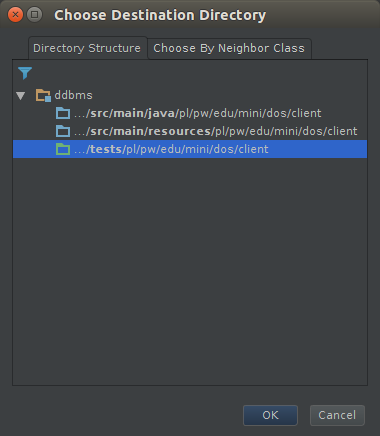 Choose Destination Directory
Directory Structure
Choose By Neighbor Class
ddbms
.../src/main/java/pl/pw/edu/mini/dos/client
.../src/main/resources/pl/pw/edu/mini/dos/client
.../tests/pl/pw/edu/mini/dos/client
OK
Cancel